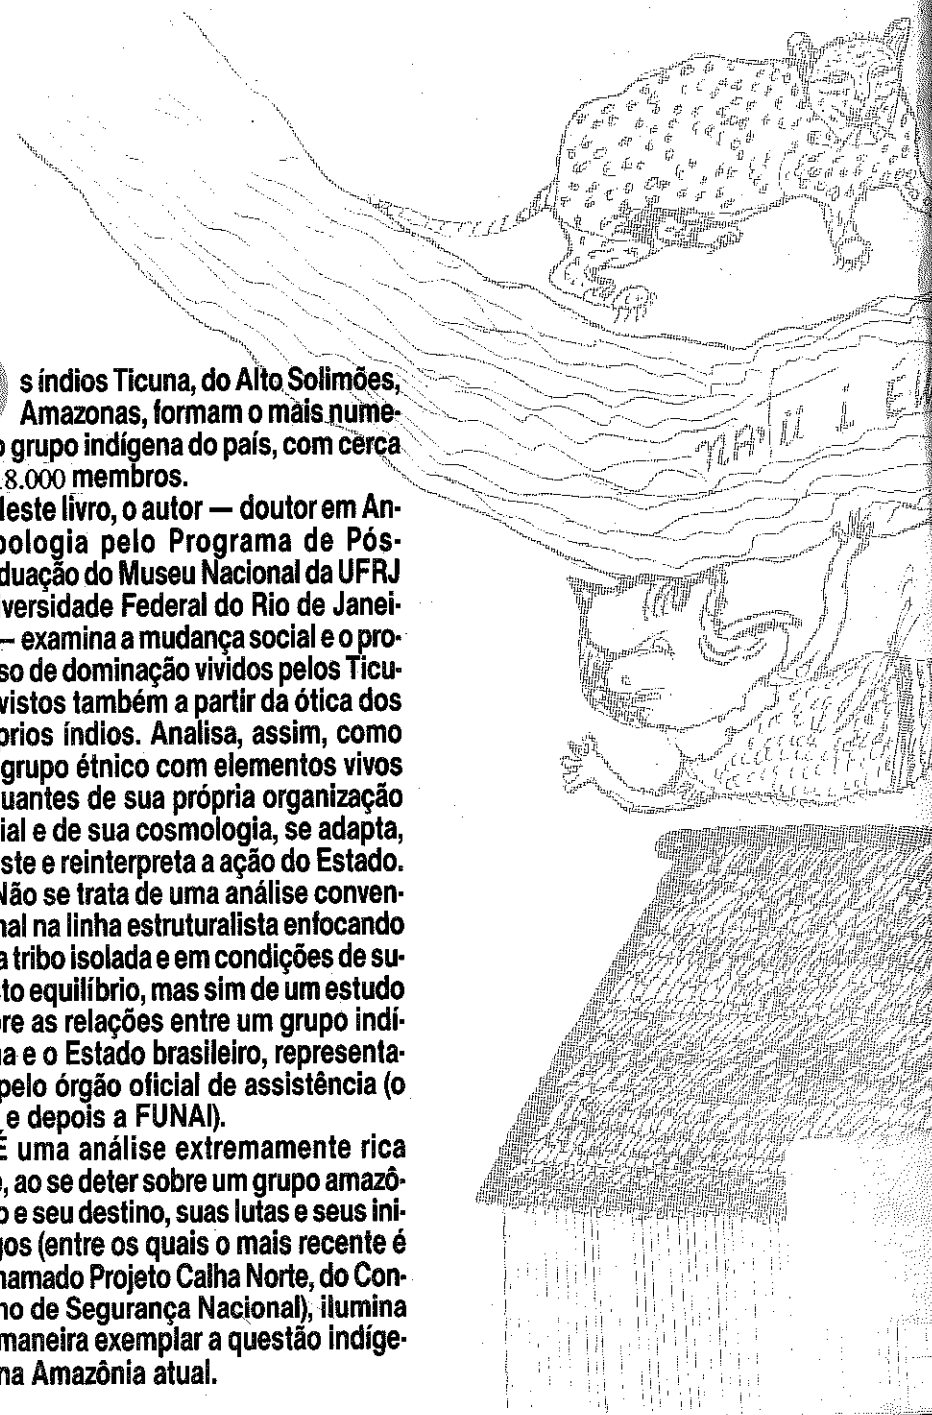 s índios Ticuna, do Alto Solimões,
Amazonas, formam o mais nume-
o grupo indígena do país, com cerca
8.000 membros.
este livro, o autor — doutor em An-
pologia pelo Programa de Pós-
duação do Museu Nacional da UFRJ
versidade Federal do Rio de Janei-
— examina a mudança social e o pro-
so de dominação vividos pelos Ticu-
vistos também a partir da ótica dos
prios índios. Analisa, assim, como
grupo étnico com elementos vivos
uantes de sua própria organização
ial e de sua cosmologia, se adapta,
ste e reinterpreta a ação do Estado.
Não se trata de uma análise conven-
nal na linha estruturalista enfocando
a tribo isolada e em condições de su-
to equilíbrio, mas sim de um estudo
re as relações entre um grupo indí-
na e o Estado brasileiro, representa-
pelo órgão oficial de assistência (o
e depois a FUNAI).
É uma análise extremamente rica
e, ao se deter sobre um grupo amazô-
o e seu destino, suas lutas e seus ini-
gos (entre os quais o mais recente é
hamado Projeto Calha Norte, do Con-
ho de Segurança Nacional), ilumina
maneira exemplar a questão indíge-
na Amazônia atual.